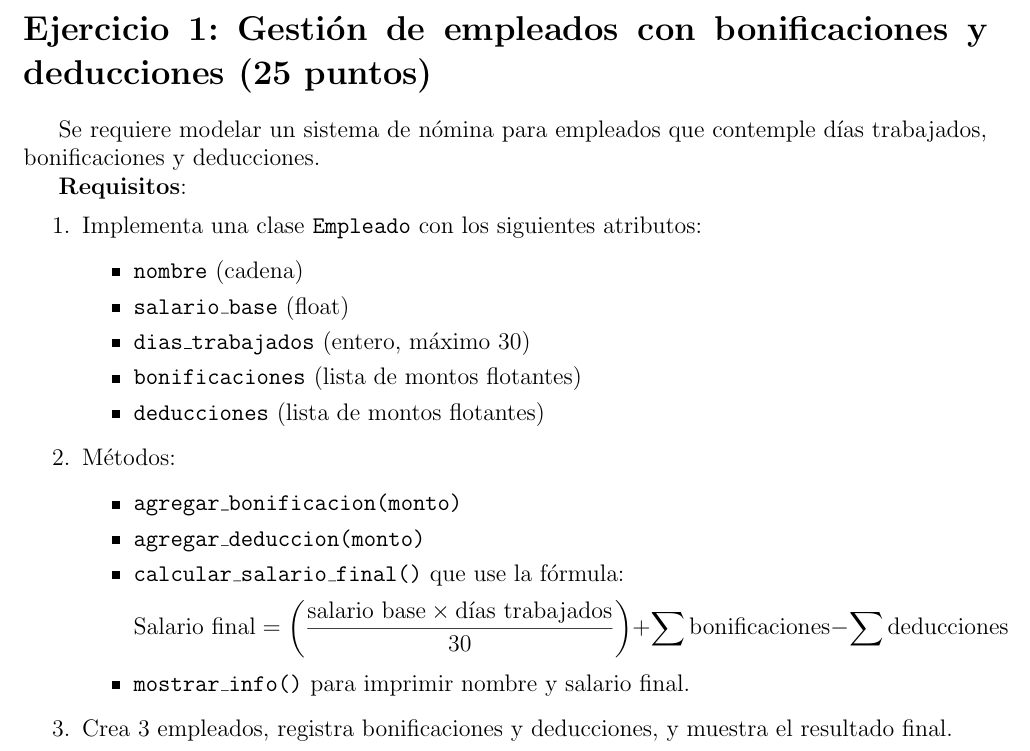 Ejercicio 1: Gestión de empleados con bonificaciones y
deducciones (25 puntos)
Se requiere modelar un sistema de nómina para empleados que contemple días trabajados,
bonificaciones y deducciones.
Requisitos:
1. Implementa una clase Empleado con los siguientes atributos:
▪ nombre (cadena)
▪ salario_base (float)
▪ dias_trabajados (entero, máximo 30)
▪ bonificaciones (lista de montos flotantes)
▪ deducciones (lista de montos flotantes)
2. Métodos:
▪ agregar_bonificacion(monto)
▪ agregar_deduccion(monto)
▪ calcular_salario_final() que use la fórmula:
Salario final = (salario base × días trabajados / 30) + ∑ bonificaciones − ∑ deducciones
▪ mostrar_info() para imprimir nombre y salario final.
3. Crea 3 empleados, registra bonificaciones y deducciones, y muestra el resultado final.